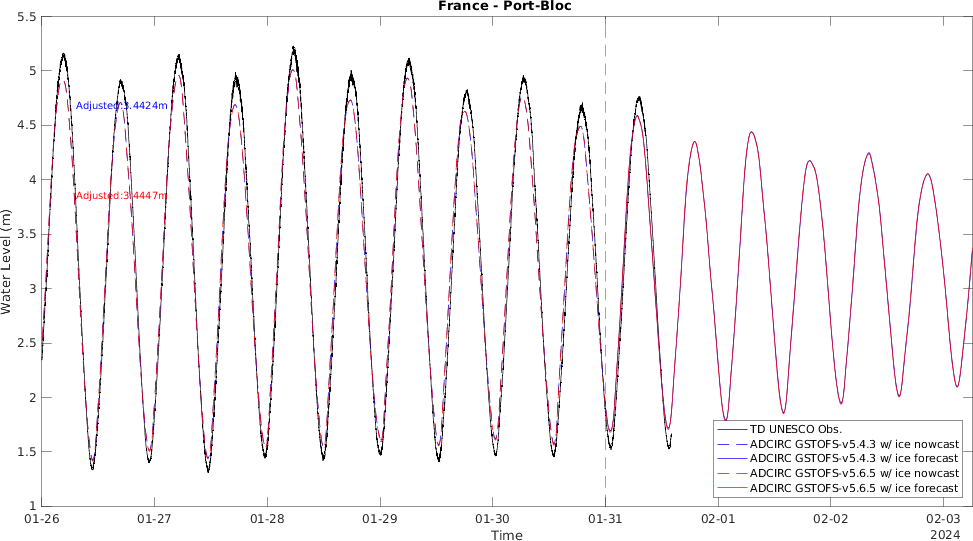 France - Port-Bloc
5.5
5
4.5
4
3.5
3
2.5
2
1.5
1
Water Level (m)
Adjusted:3.4424m
Adjusted:3.4447m
TD UNESCO Obs.
ADCIRC GSTOFS-v5.4.3 w/ ice nowcast
ADCIRC GSTOFS-v5.4.3 w/ ice forecast
ADCIRC GSTOFS-v5.6.5 w/ ice nowcast
ADCIRC GSTOFS-v5.6.5 w/ ice forecast
01-26 01-27 01-28 01-29 01-30 01-31 02-01 02-02 02-03
Time
2024